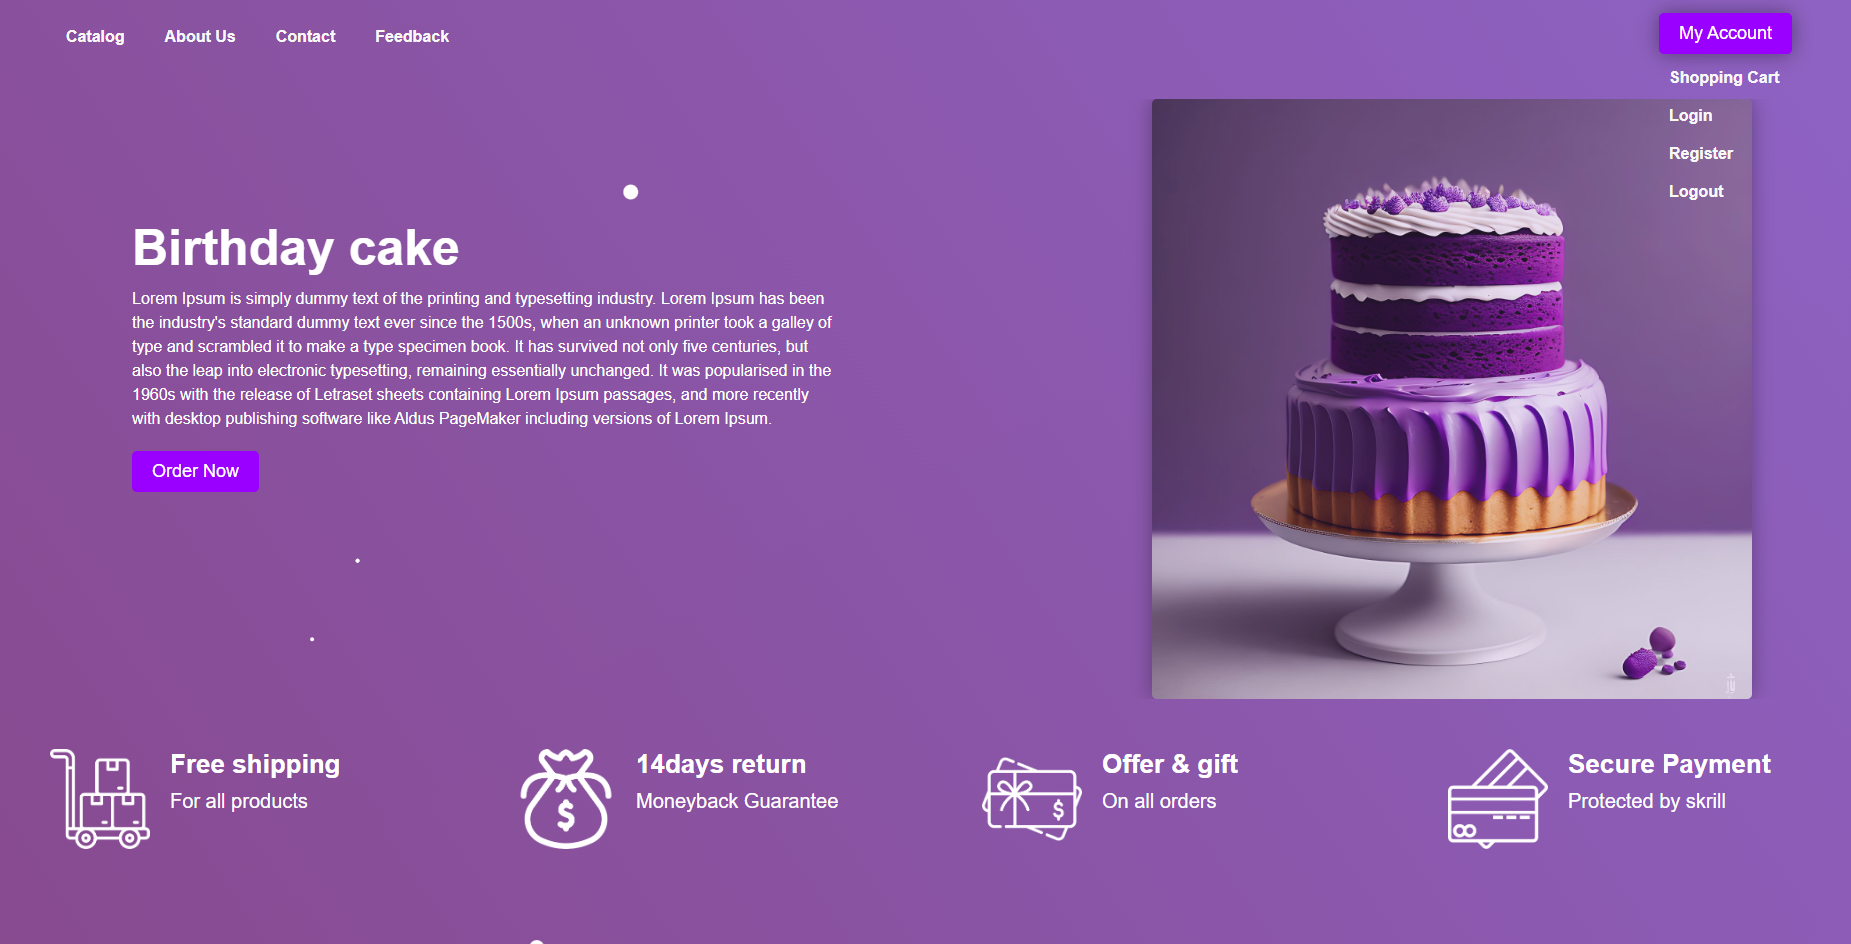 Catalog About Us Contact Feedback
My Account
Shopping Cart
Login
Register
Logout
Birthday cake
Lorem Ipsum is simply dummy text of the printing and typesetting industry. Lorem Ipsum has been
the industry's standard dummy text ever since the 1500s, when an unknown printer took a galley of
type and scrambled it to make a type specimen book. It has survived not only five centuries, but
also the leap into electronic typesetting, remaining essentially unchanged. It was popularised in the
1960s with the release of Letraset sheets containing Lorem Ipsum passages, and more recently
with desktop publishing software like Aldus PageMaker including versions of Lorem Ipsum.
Order Now
Free shipping
For all products
$
14days return
Moneyback Guarantee
$
Offer & gift
On all orders
Secure Payment
Protected by skrill